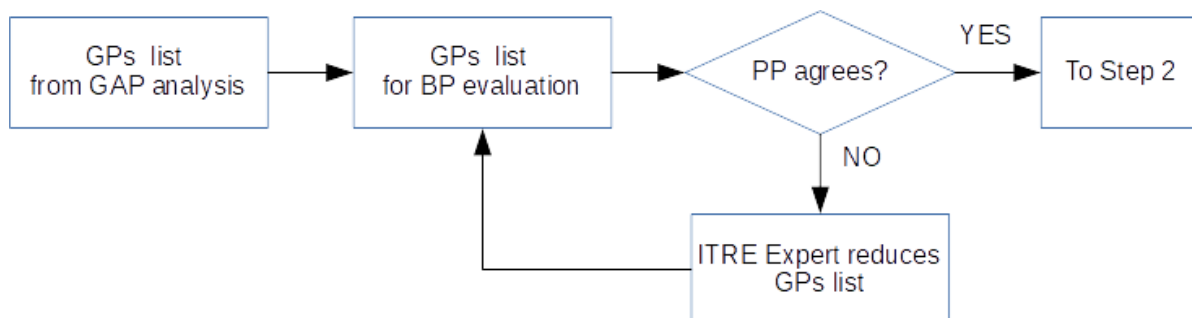 GPs list
from GAP analysis
GPs list
for BP evaluation
PP agrees?
YES
To Step 2
NO
ITRE Expert reduces
GPs list